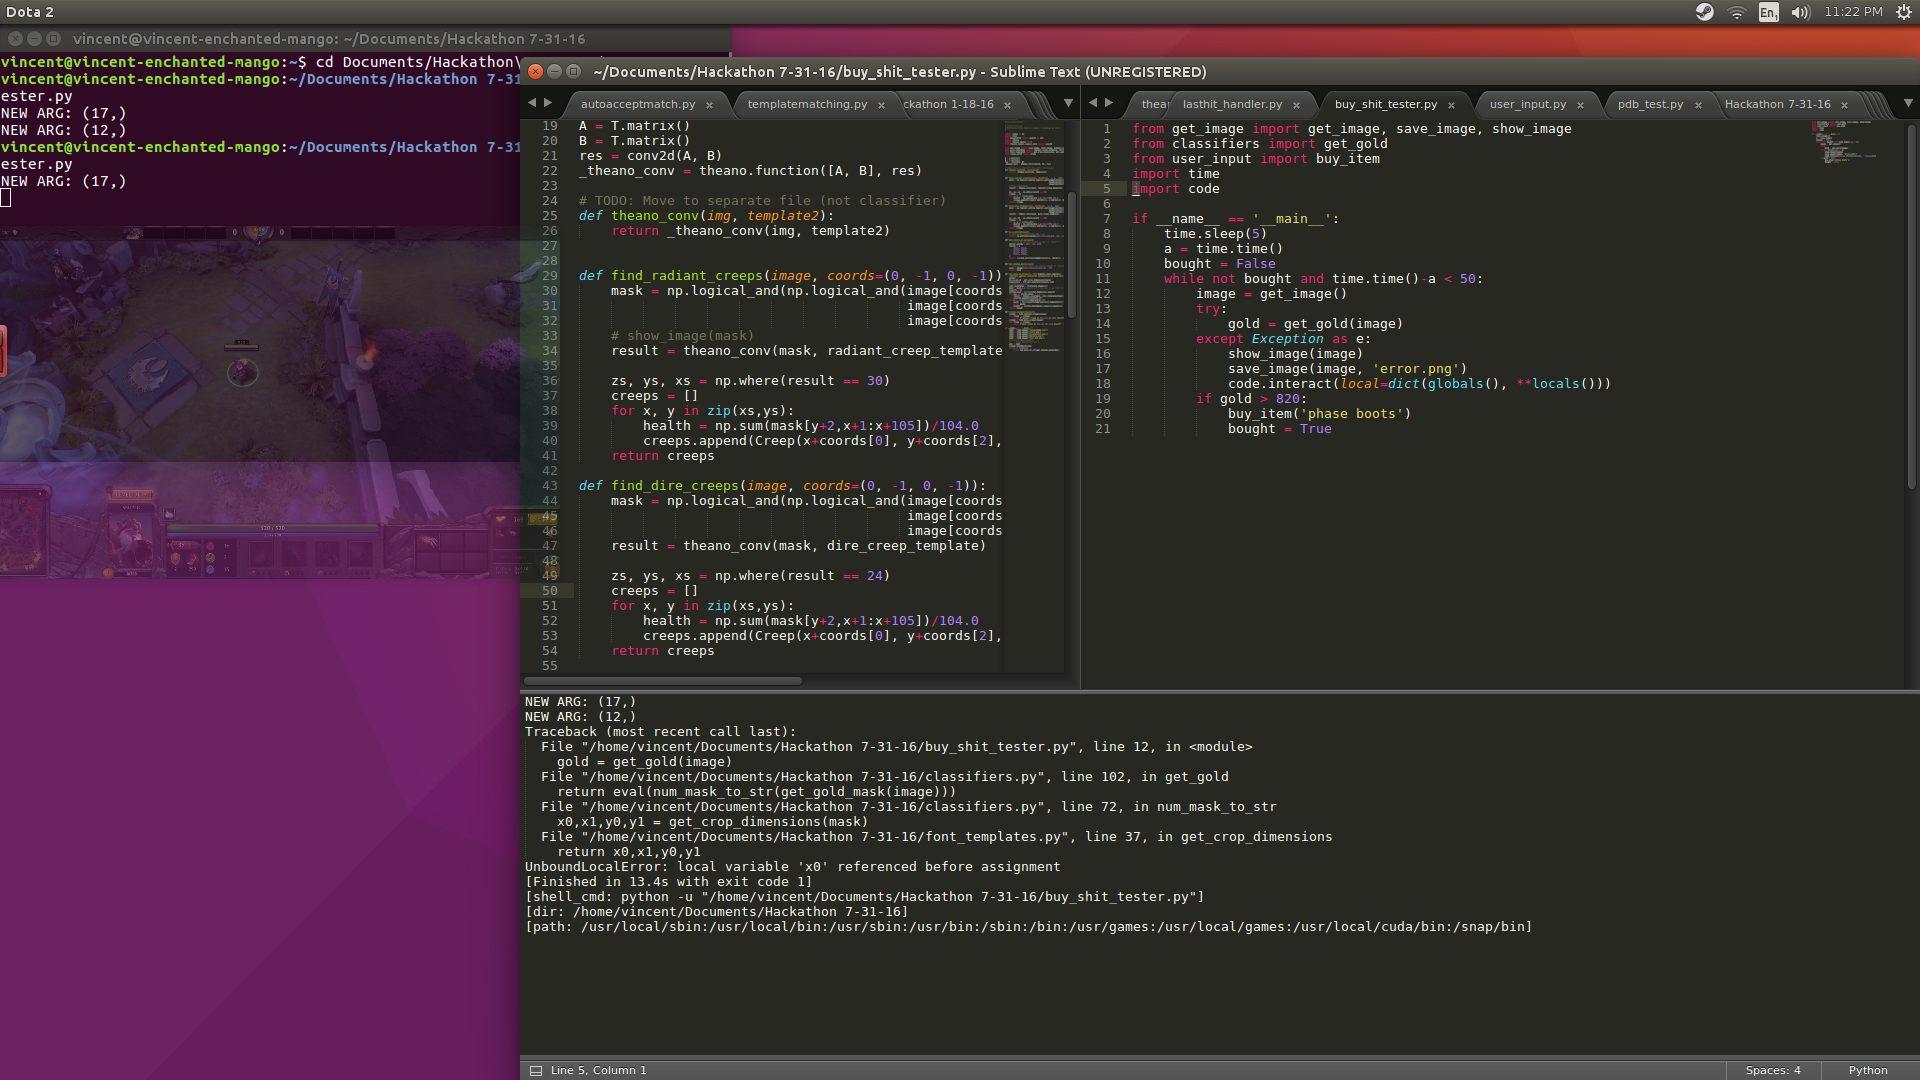 Dota 2
En1
11:22 PM
vincent@vincent-enchanted-mango: ~/Documents/Hackathon 7-31-16
vincent@vincent-enchanted-mango:~$ cd Documents/Hackathon\
vincent@vincent-enchanted-mango:~/Documents/Hackathon 7-31
ester.py
NEW ARG: (17,)
NEW ARG: (12,)
vincent@vincent-enchanted-mango:~/Documents/Hackathon 7-31
ester.py
NEW ARG: (17,)
~/Documents/Hackathon 7-31-16/buy_shit_tester.py - Sublime Text (UNREGISTERED)
autoacceptmatch.py
templatematching.py
ckathon 1-18-16
19 A = T.matrix()
20 B = T.matrix()
21 res = conv2d(A, B)
22 _theano_conv = theano.function([A, B], res)
23
24 # TODO: Move to separate file (not classifier)
25 def theano_conv(img, template2):
26     return _theano_conv(img, template2)
27
28
29 def find_radiant_creeps(image, coords=(0, -1, 0, -1))
30     mask = np.logical_and(np.logical_and(image[coords
31                                          image[coords
32                                          image[coords
33     # show_image(mask)
34     result = theano_conv(mask, radiant_creep_template
35
36     zs, ys, xs = np.where(result == 30)
37     creeps = []
38     for x, y in zip(xs,ys):
39         health = np.sum(mask[y+2,x+1:x+105])/104.0
40         creeps.append(Creep(x+coords[0], y+coords[2],
41     return creeps
42
43 def find_dire_creeps(image, coords=(0, -1, 0, -1)):
44     mask = np.logical_and(np.logical_and(image[coords
45                                          image[coords
46                                          image[coords
47     result = theano_conv(mask, dire_creep_template)
48
49     zs, ys, xs = np.where(result == 24)
50     creeps = []
51     for x, y in zip(xs,ys):
52         health = np.sum(mask[y+2,x+1:x+105])/104.0
53         creeps.append(Creep(x+coords[0], y+coords[2],
54     return creeps
55
thear
lasthit_handler.py
buy_shit_tester.py
user_input.py
pdb_test.py
Hackathon 7-31-16
1 from get_image import get_image, save_image, show_image
2 from classifiers import get_gold
3 from user_input import buy_item
4 import time
5 import code
6
7 if __name__ == '__main__':
8     time.sleep(5)
9     a = time.time()
10     bought = False
11     while not bought and time.time()-a < 50:
12         image = get_image()
13         try:
14             gold = get_gold(image)
15         except Exception as e:
16             show_image(image)
17             save_image(image, 'error.png')
18             code.interact(local=dict(globals(), **locals()))
19         if gold > 820:
20             buy_item('phase boots')
21             bought = True
NEW ARG: (17,)
NEW ARG: (12,)
Traceback (most recent call last):
  File "/home/vincent/Documents/Hackathon 7-31-16/buy_shit_tester.py", line 12, in <module>
    gold = get_gold(image)
  File "/home/vincent/Documents/Hackathon 7-31-16/classifiers.py", line 102, in get_gold
    return eval(num_mask_to_str(get_gold_mask(image)))
  File "/home/vincent/Documents/Hackathon 7-31-16/classifiers.py", line 72, in num_mask_to_str
    x0,x1,y0,y1 = get_crop_dimensions(mask)
  File "/home/vincent/Documents/Hackathon 7-31-16/font_templates.py", line 37, in get_crop_dimensions
    return x0,x1,y0,y1
UnboundLocalError: local variable 'x0' referenced before assignment
[Finished in 13.4s with exit code 1]
[shell_cmd: python -u "/home/vincent/Documents/Hackathon 7-31-16/buy_shit_tester.py"]
[dir: /home/vincent/Documents/Hackathon 7-31-16]
[path: /usr/local/sbin:/usr/local/bin:/usr/sbin:/usr/bin:/sbin:/bin:/usr/games:/usr/local/games:/usr/local/cuda/bin:/snap/bin]
Line 5, Column 1
Spaces: 4
Python